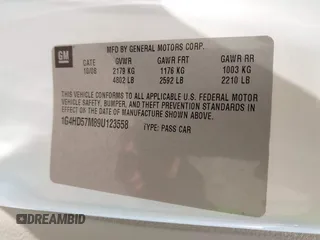 GM
MFD BY GENERAL MOTORS CORP.
DATE GVWR GAWR FRT GAWR RR
10/08 2179 KG 1176 KG 1003 KG
4802 LB 2592 LB 2210 LB
THIS VEHICLE CONFORMS TO ALL APPLICABLE U.S. FEDERAL MOTOR
VEHICLE SAFETY, BUMPER, AND THEFT PREVENTION STANDARDS IN
EFFECT ON THE DATE OF MANUFACTURE SHOWN ABOVE.
1G4HD57M89U123558 TYPE: PASS CAR
DREAMBID